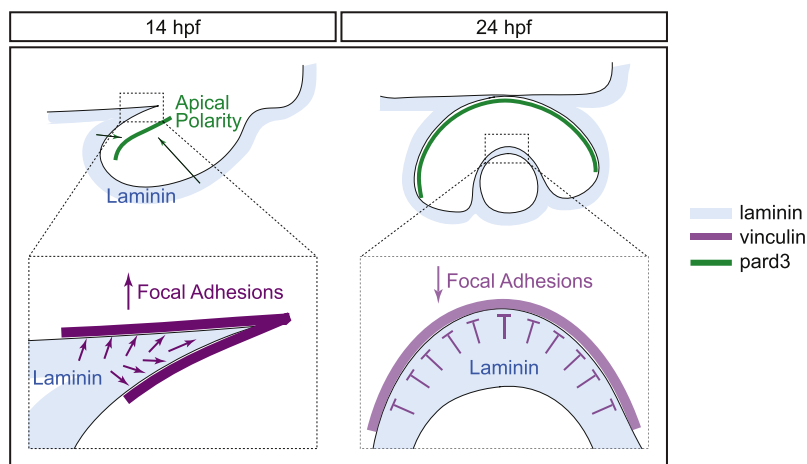 14 hpf
24 hpf
Apical
Polarity
Laminin
laminin
vinculin
pard3
Focal Adhesions
Laminin
Focal Adhesions
Laminin